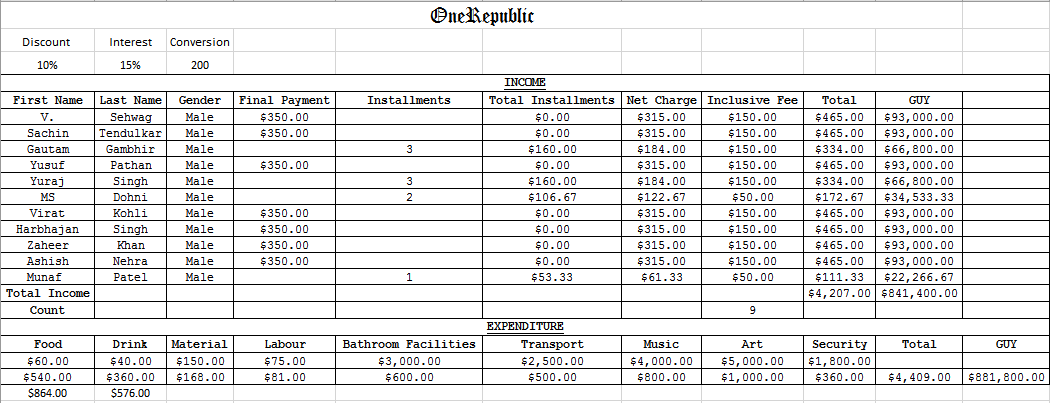 OneRepublic
Discount Interest Conversion
10% 15% 200
INCOME
First Name Last Name Gender Final Payment Installments Total Installments Net Charge Inclusive Fee Total GUY
V. Sehwag Male $350.00 $0.00 $315.00 $150.00 $465.00 $93,000.00
Sachin Tendulkar Male $350.00 $0.00 $315.00 $150.00 $465.00 $93,000.00
Gautam Gambhir Male 3 $160.00 $184.00 $150.00 $334.00 $66,800.00
Yusuf Pathan Male $350.00 $0.00 $315.00 $150.00 $465.00 $93,000.00
Yuraj Singh Male 3 $160.00 $184.00 $150.00 $334.00 $66,800.00
MS Dohni Male 2 $106.67 $122.67 $50.00 $172.67 $34,533.33
Virat Kohli Male $350.00 $0.00 $315.00 $150.00 $465.00 $93,000.00
Harbhajan Singh Male $350.00 $0.00 $315.00 $150.00 $465.00 $93,000.00
Zaheer Khan Male $350.00 $0.00 $315.00 $150.00 $465.00 $93,000.00
Ashish Nehra Male $350.00 $0.00 $315.00 $150.00 $465.00 $93,000.00
Munaf Patel Male 1 $53.33 $61.33 $50.00 $111.33 $22,266.67
Total Income $4,207.00 $841,400.00
Count 9
EXPENDITURE
Food Drink Material Labour Bathroom Facilities Transport Music Art Security Total GUY
$60.00 $40.00 $150.00 $75.00 $3,000.00 $2,500.00 $4,000.00 $5,000.00 $1,800.00
$540.00 $360.00 $168.00 $81.00 $600.00 $500.00 $800.00 $1,000.00 $360.00 $4,409.00 $881,800.00
$864.00 $576.00